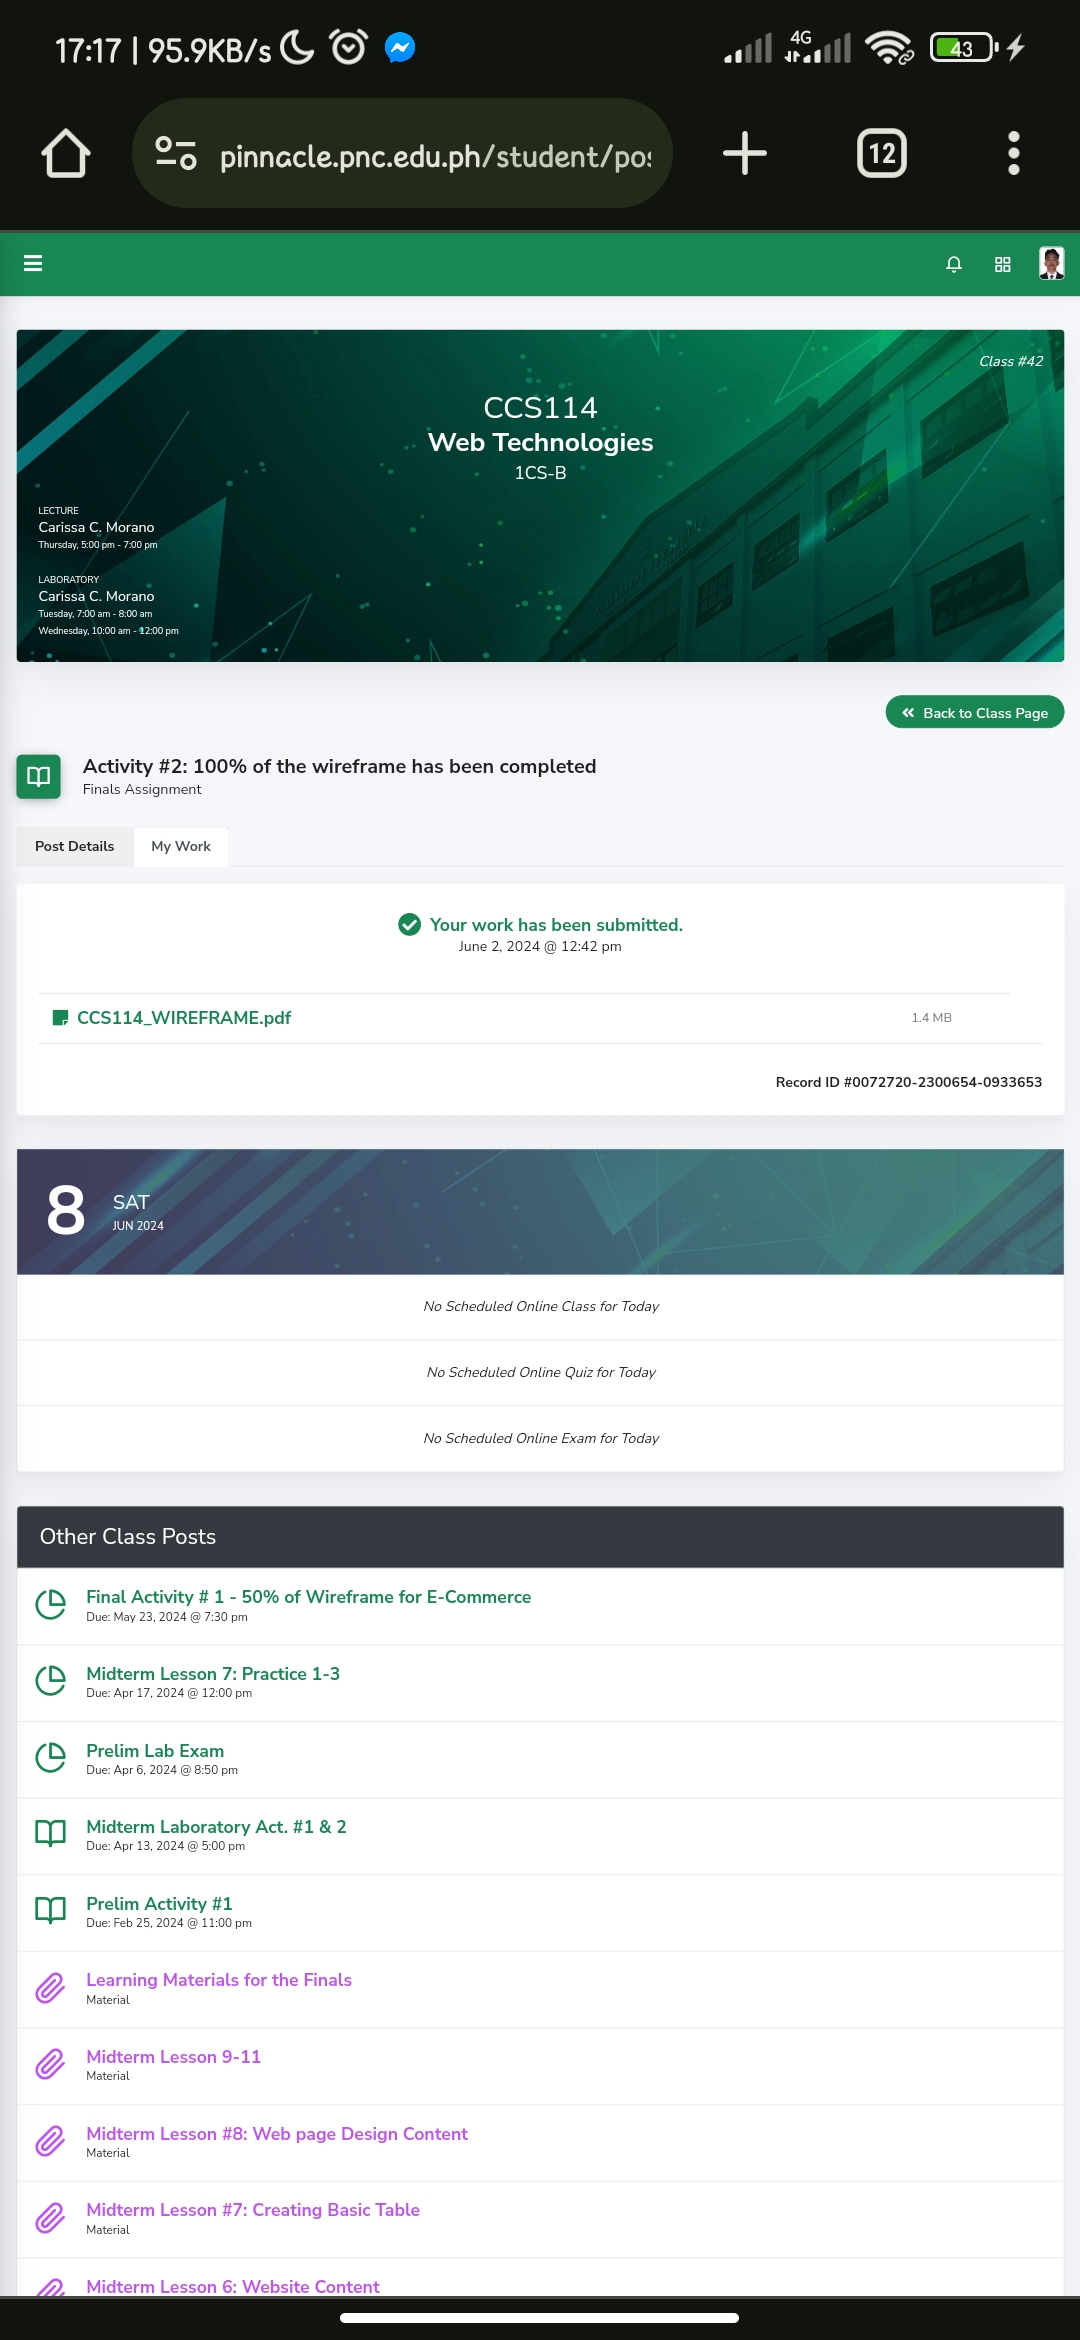 17:17 | 95.9KB/s
4G
43
pinnacle.pnc.edu.ph/student/pos
12
Class #42
CCS114
Web Technologies
1CS-B
LECTURE
Carissa C. Morano
Thursday, 5:00 pm - 7:00 pm
LABORATORY
Carissa C. Morano
Tuesday, 7:00 am - 8:00 am
Wednesday, 10:00 am - 12:00 pm
Back to Class Page
Activity #2: 100% of the wireframe has been completed
Finals Assignment
Post Details
My Work
Your work has been submitted.
June 2, 2024 @ 12:42 pm
CCS114_WIREFRAME.pdf
1.4 MB
Record ID #0072720-2300654-0933653
8
SAT
JUN 2024
No Scheduled Online Class for Today
No Scheduled Online Quiz for Today
No Scheduled Online Exam for Today
Other Class Posts
Final Activity # 1 - 50% of Wireframe for E-Commerce
Due: May 23, 2024 @ 7:30 pm
Midterm Lesson 7: Practice 1-3
Due: Apr 17, 2024 @ 12:00 pm
Prelim Lab Exam
Due: Apr 6, 2024 @ 8:50 pm
Midterm Laboratory Act. #1 & 2
Due: Apr 13, 2024 @ 5:00 pm
Prelim Activity #1
Due: Feb 25, 2024 @ 11:00 pm
Learning Materials for the Finals
Material
Midterm Lesson 9-11
Material
Midterm Lesson #8: Web page Design Content
Material
Midterm Lesson #7: Creating Basic Table
Material
Midterm Lesson 6: Website Content